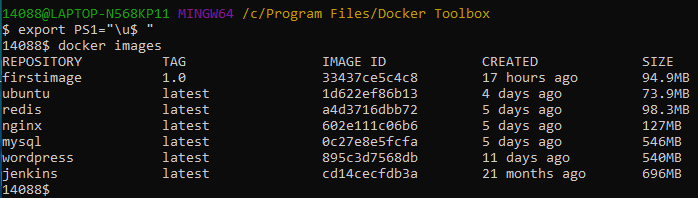 14088@LAPTOP-N568KP11 MINGW64 /c/Program Files/Docker Toolbox
$ export PS1="\u$ "
14088$ docker images
REPOSITORY TAG IMAGE ID CREATED SIZE
firstimage 1.0 33437ce5c4c8 17 hours ago 94.9MB
ubuntu latest 1d622ef86b13 4 days ago 73.9MB
redis latest a4d3716dbb72 5 days ago 98.3MB
nginx latest 602e111c06b6 5 days ago 127MB
mysql latest 0c27e8e5fcfa 5 days ago 546MB
wordpress latest 895c3d7568db 11 days ago 540MB
jenkins latest cd14cecfdb3a 21 months ago 696MB
14088$